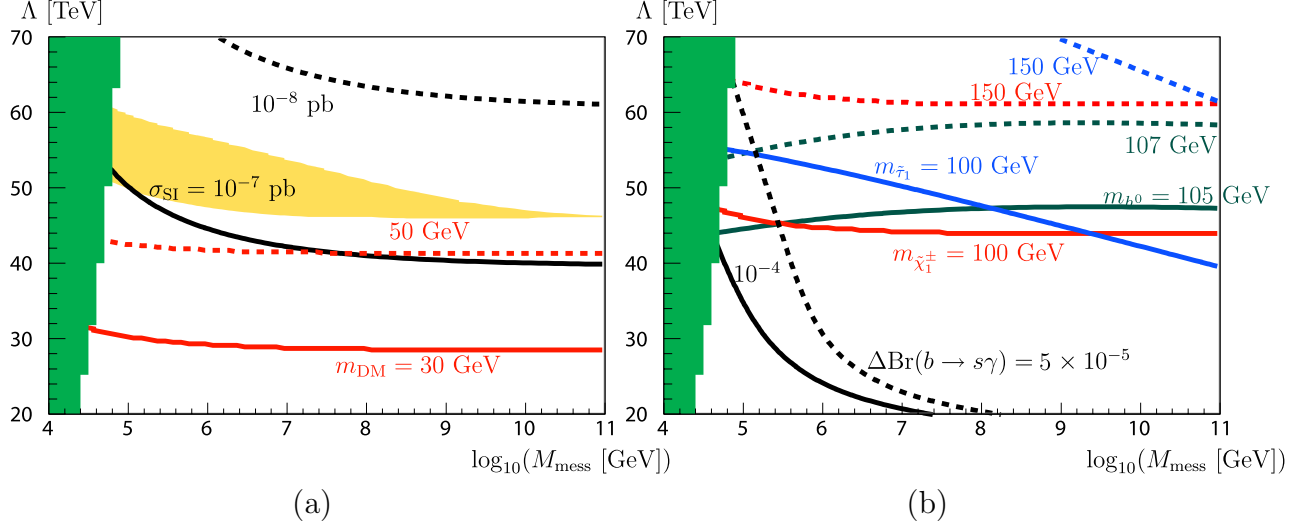 Λ [TeV]
70
60
50
40
30
20
4 5 6 7 8 9 10 11
10⁻⁸ pb
σ_SI = 10⁻⁷ pb
50 GeV
m_DM = 30 GeV
log₁₀(M_mess [GeV])
(a)
Λ [TeV]
70
60
50
40
30
20
4 5 6 7 8 9 10 11
150 GeV
150 GeV
107 GeV
m_τ̃₁ = 100 GeV
m_h⁰ = 105 GeV
m_χ̃₁^± = 100 GeV
10⁻⁴
ΔBr(b → sγ) = 5 × 10⁻⁵
log₁₀(M_mess [GeV])
(b)